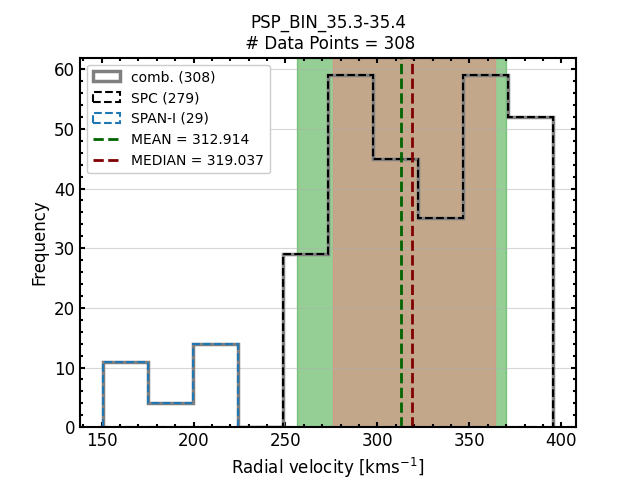 PSP_BIN_35.3-35.4
# Data Points = 308
comb. (308)
SPC (279)
SPAN-I (29)
MEAN = 312.914
MEDIAN = 319.037
Frequency
60
50
40
30
20
10
0
150 200 250 300 350 400
Radial velocity [kms⁻¹]